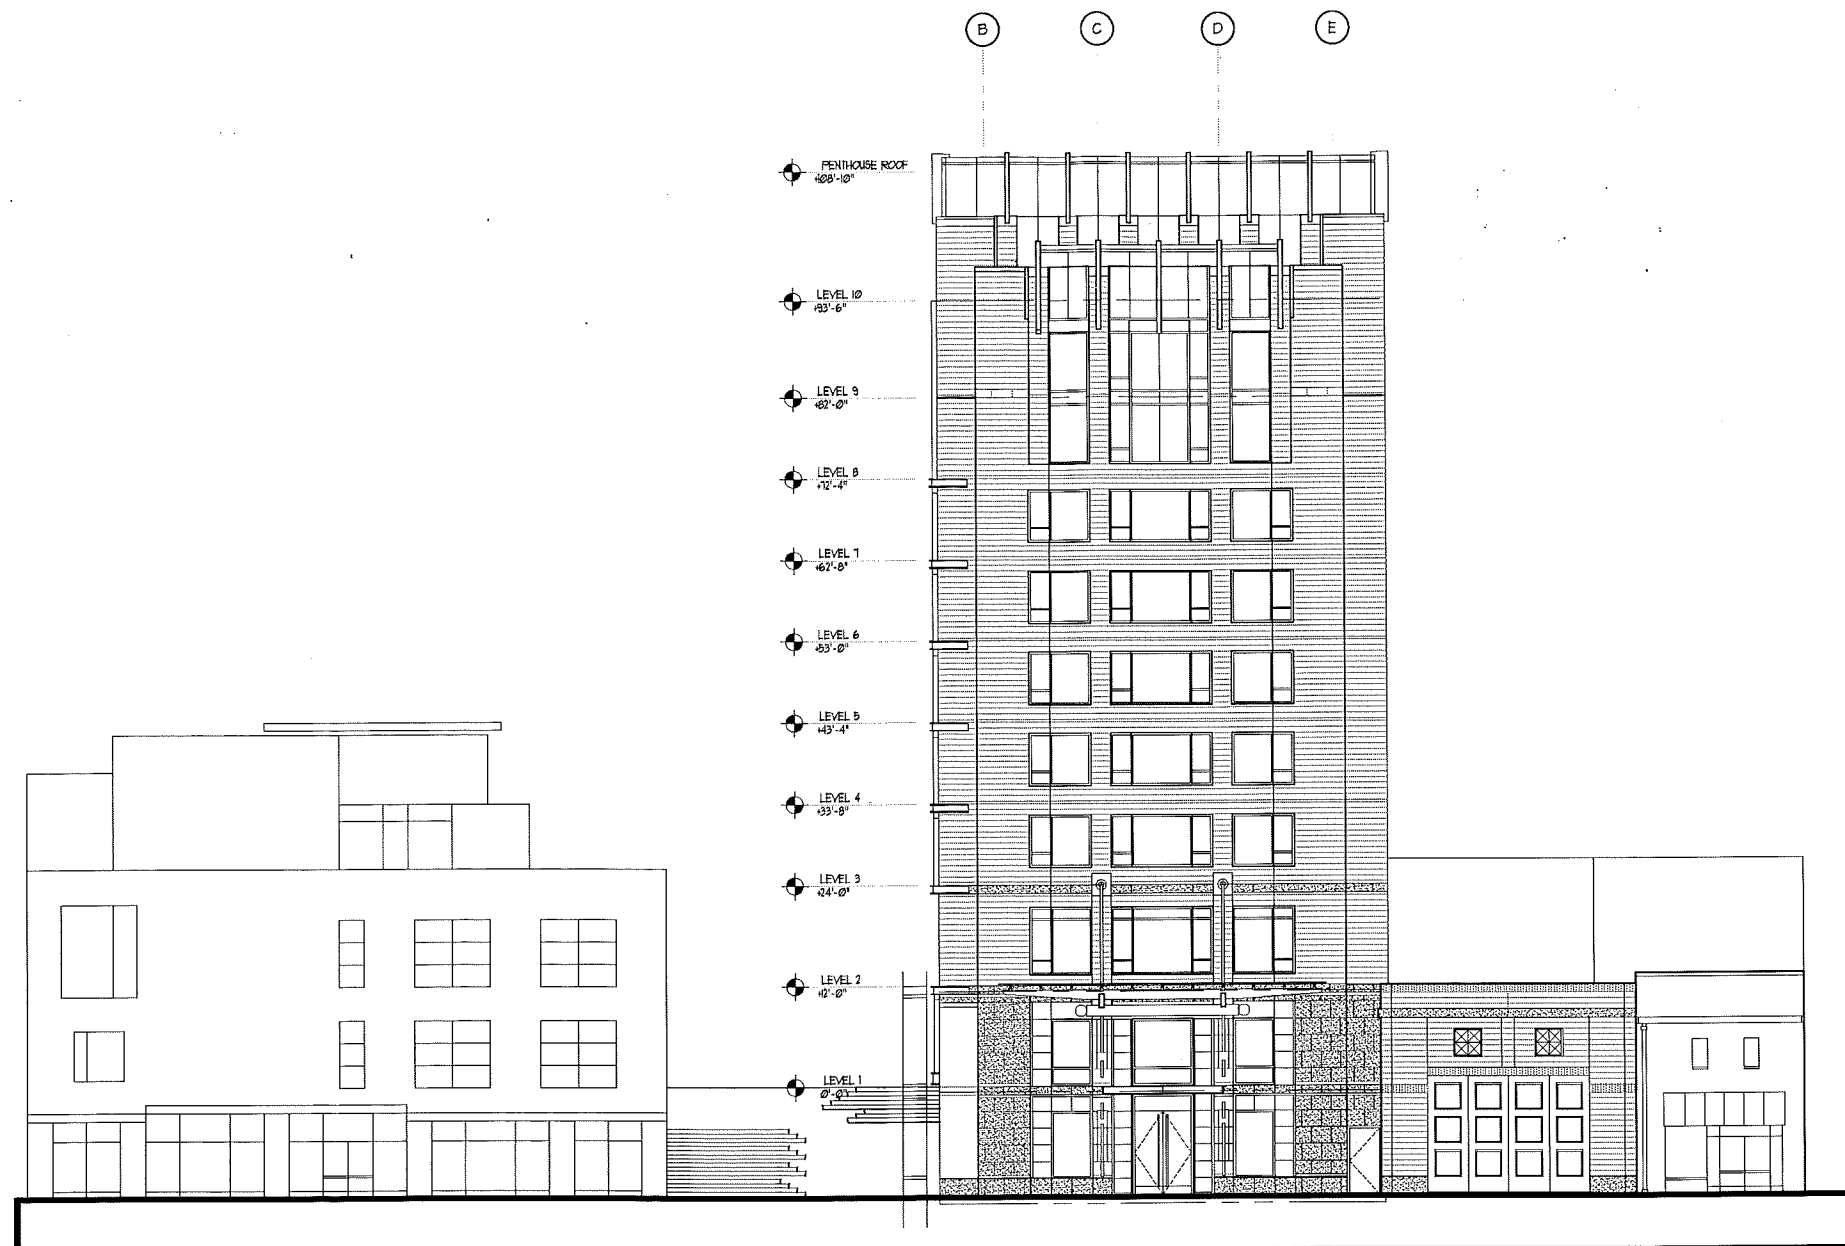 B C D E
PENTHOUSE ROOF
+108'-10"
LEVEL 10
+93'-6"
LEVEL 9
+82'-0"
LEVEL 8
+72'-4"
LEVEL 7
+62'-8"
LEVEL 6
+53'-0"
LEVEL 5
+43'-4"
LEVEL 4
+33'-8"
LEVEL 3
+24'-0"
LEVEL 2
+12'-0"
LEVEL 1
0'-0"